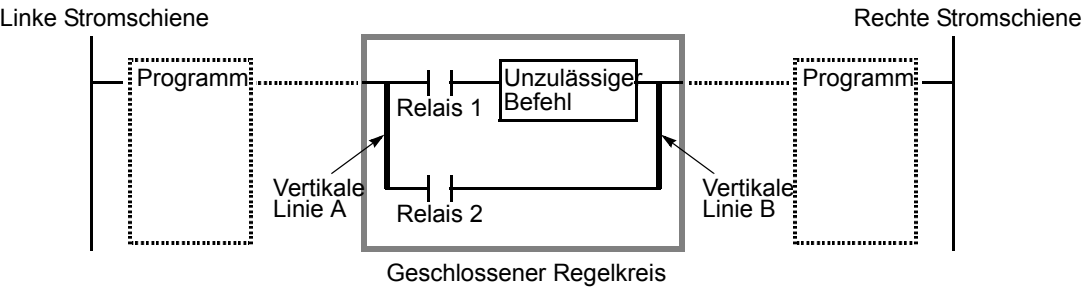 Linke Stromschiene
Rechte Stromschiene
Programm
Unzulässiger
Befehl
Programm
Relais 1
Vertikale
Linie A
Vertikale
Linie B
Relais 2
Geschlossener Regelkreis